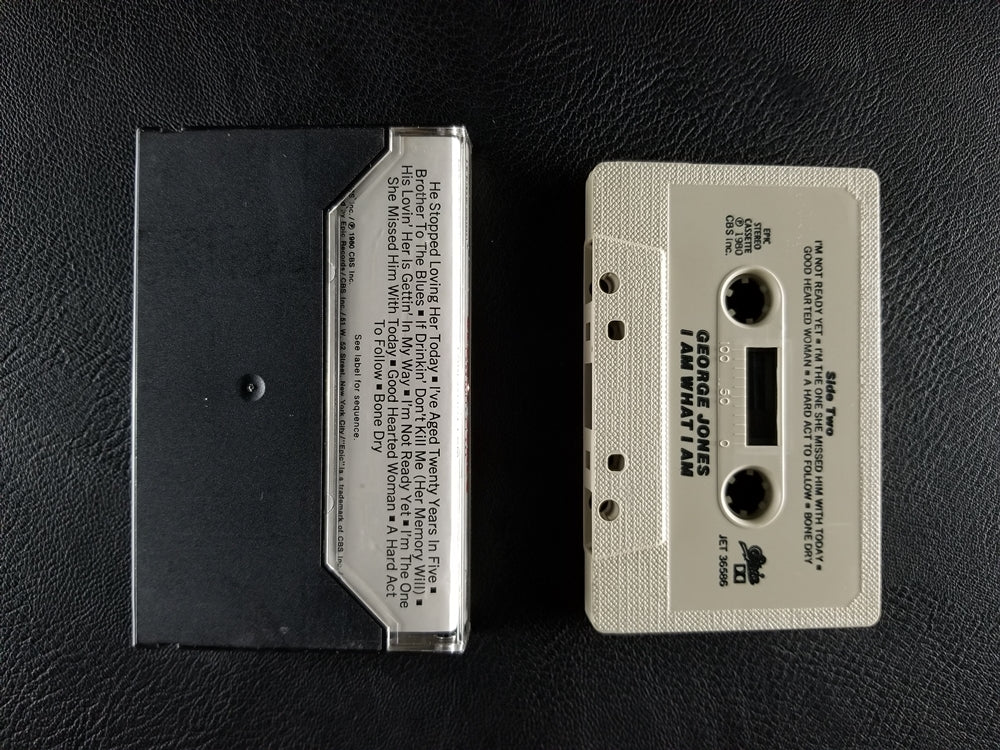 He Stopped Loving Her Today ■ I've Aged Twenty Years In Five ■
Brother To The Blues ■ If Drinkin' Don't Kill Me (Her Memory Will) ■
His Lovin' Her Is Gettin' In My Way ■ I'm Not Ready Yet ■ I'm The One
She Missed Him With Today ■ Good Hearted Woman ■ A Hard Act
To Follow ■ Bone Dry
See label for sequence.
Inc. / ℗ 1980 CBS Inc.
by Epic Records/CBS Inc./51 W. 52 Street, New York City/"Epic" is a trademark of CBS Inc.
Side Two
I'M NOT READY YET ■ I'M THE ONE SHE MISSED HIM WITH TODAY ■
GOOD HEARTED WOMAN ■ A HARD ACT TO FOLLOW ■ BONE DRY
EPIC
STEREO
CASSETTE
℗ 1980
CBS Inc.
100 50 0
Epic
JET 36586
GEORGE JONES
I AM WHAT I AM